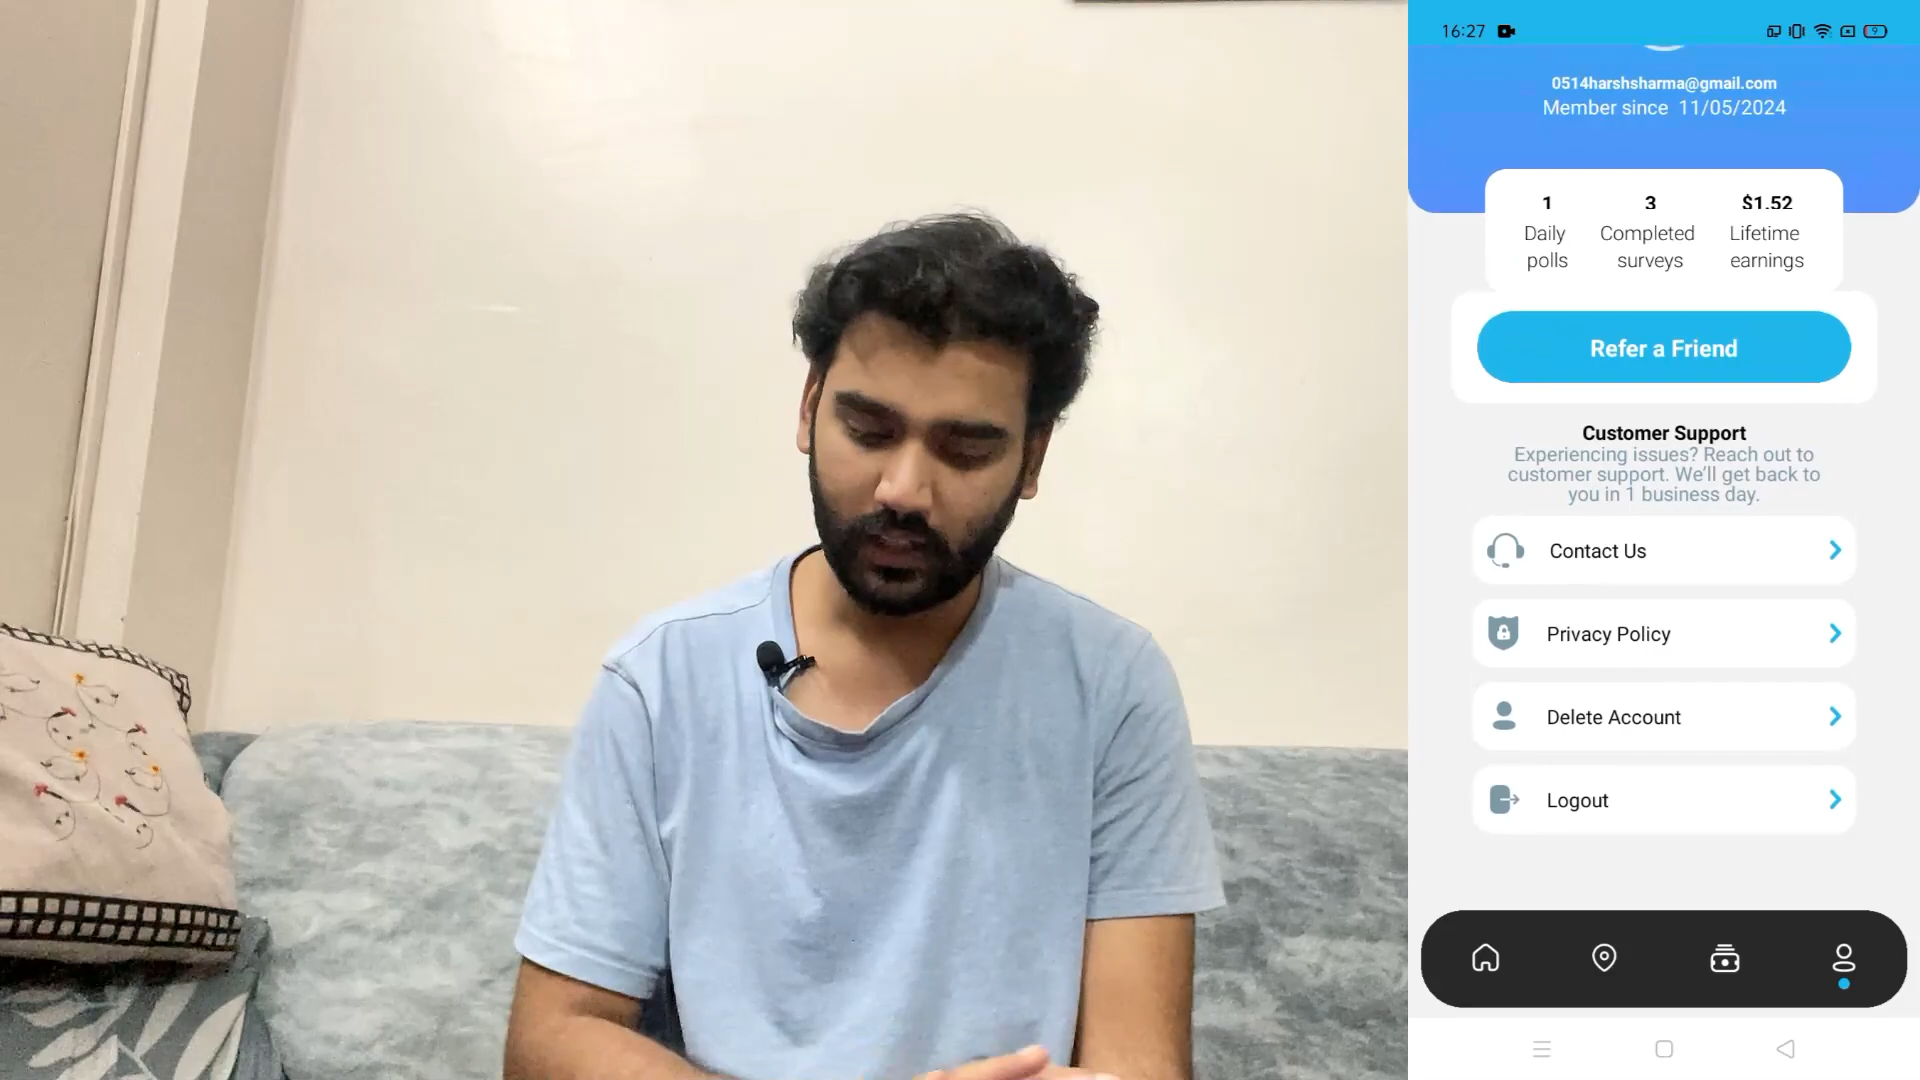 16:27
0514harshsharma@gmail.com
Member since 11/05/2024
1
Daily
polls
3
Completed
surveys
$1.52
Lifetime
earnings
Refer a Friend
Customer Support
Experiencing issues? Reach out to
customer support. We'll get back to
you in 1 business day.
Contact Us
Privacy Policy
Delete Account
Logout